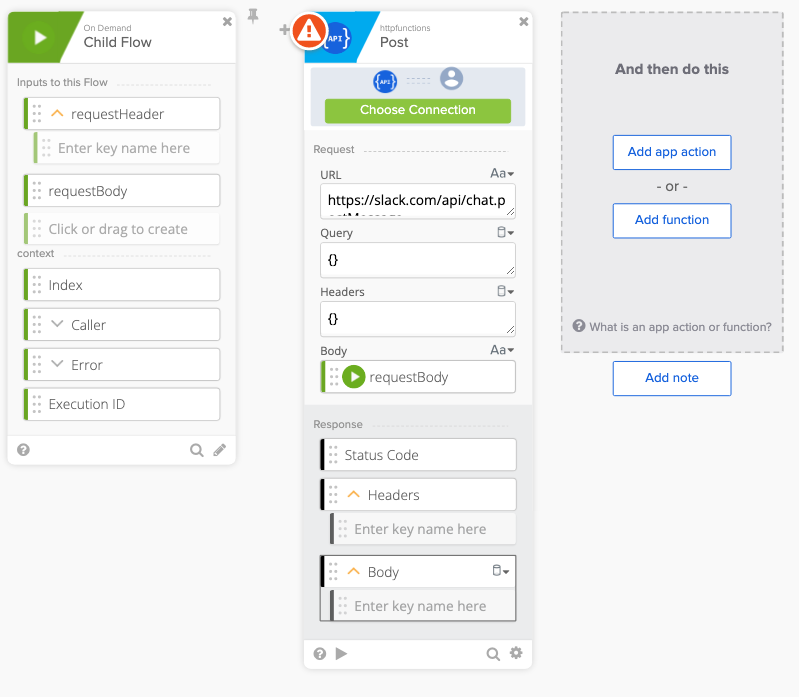 On Demand
Child Flow
Inputs to this Flow
requestHeader
Enter key name here
requestBody
Click or drag to create
context
Index
Caller
Error
Execution ID
API
httpfunctions
Post
API
Choose Connection
Request
URL
Aa
https://slack.com/api/chat.p
ostMessage
Query
{}
Headers
{}
Body
Aa
requestBody
Response
Status Code
Headers
Enter key name here
Body
Enter key name here
And then do this
Add app action
- or -
Add function
What is an app action or function?
Add note